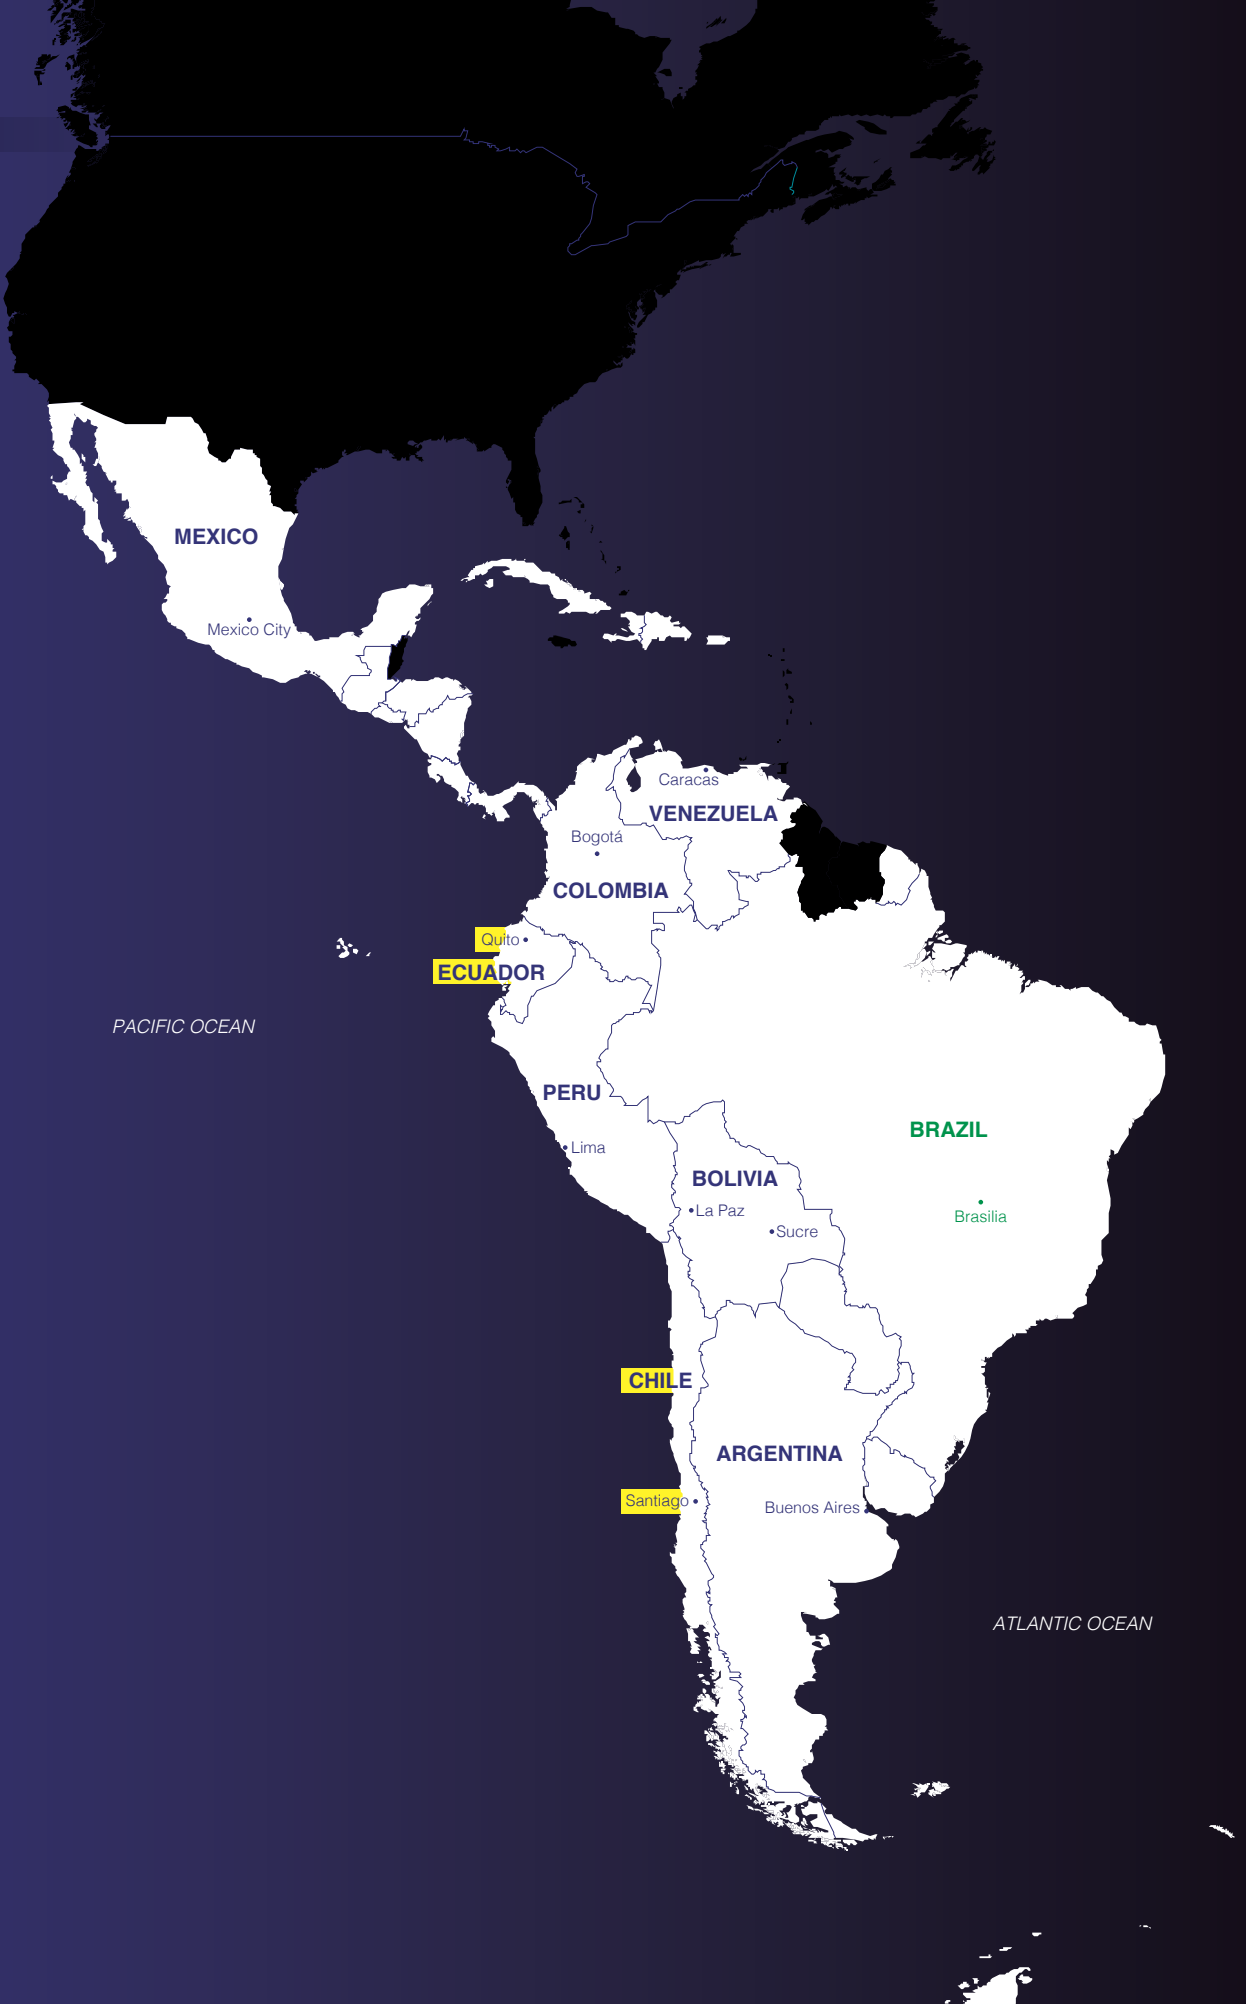 MEXICO
Mexico City
Caracas
VENEZUELA
Bogotá
COLOMBIA
Quito
ECUADOR
PACIFIC OCEAN
PERU
BRAZIL
Lima
BOLIVIA
La Paz
Brasilia
Sucre
CHILE
ARGENTINA
Santiago
Buenos Aires
ATLANTIC OCEAN